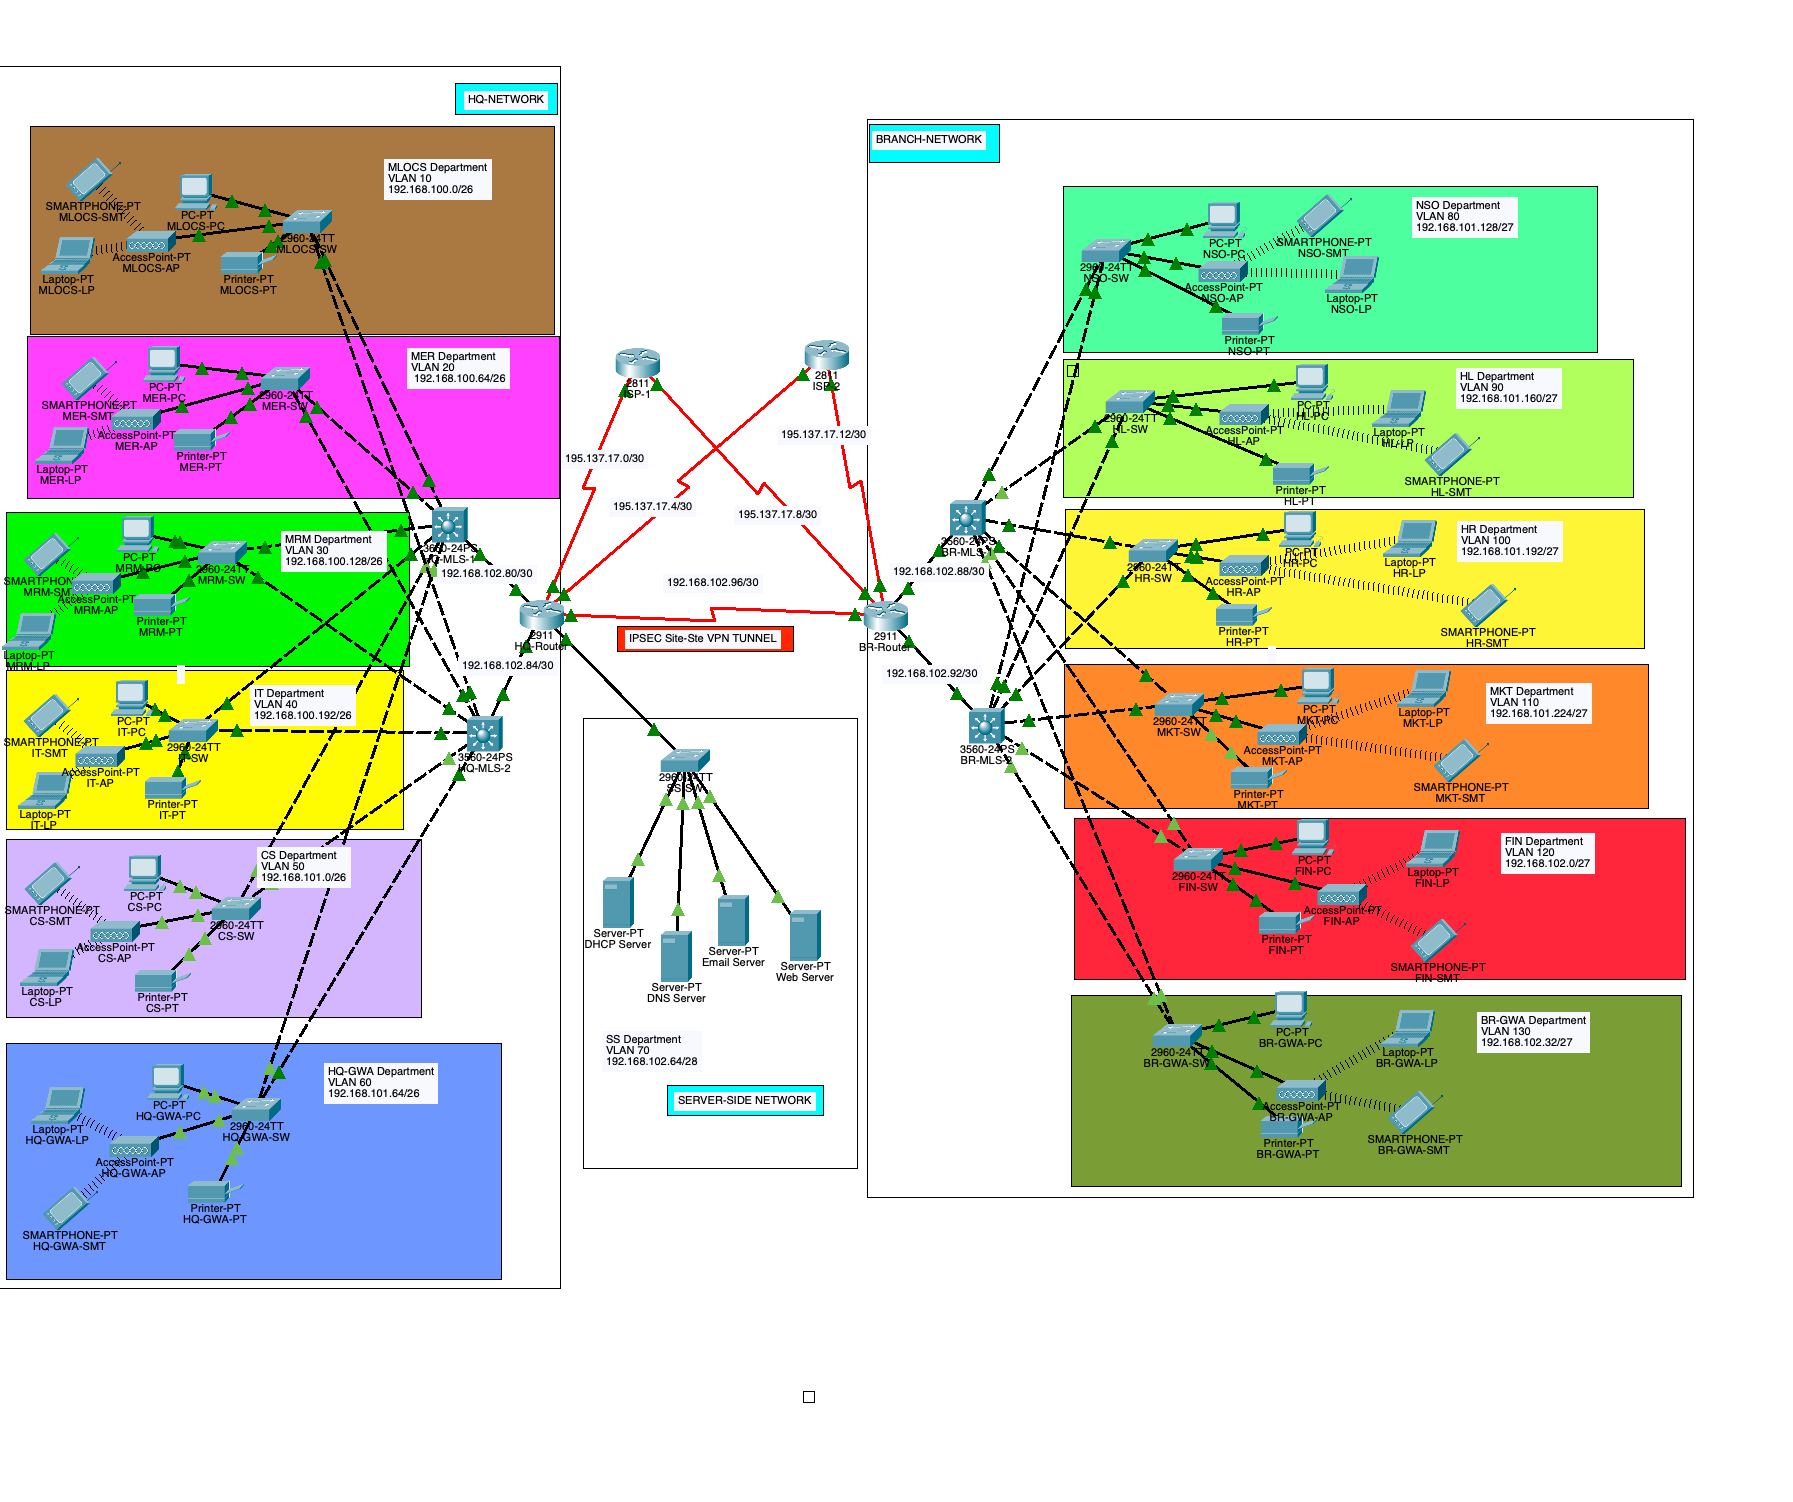 HQ-NETWORK
MLOCS Department
VLAN 10
192.168.100.0/26
SMARTPHONE-PT
MLOCS-SMT
PC-PT
MLOCS-PC
2960-24TT
MLOCS-SW
AccessPoint-PT
MLOCS-AP
Laptop-PT
MLOCS-LP
Printer-PT
MLOCS-PT
MER Department
VLAN 20
192.168.100.64/26
PC-PT
MER-PC
SMARTPHONE-PT
MER-SMT
2960-24TT
MER-SW
AccessPoint-PT
MER-AP
Laptop-PT
MER-LP
Printer-PT
MER-PT
MRM Department
VLAN 30
192.168.100.128/26
PC-PT
MRM-PC
2960-24TT
MRM-SW
MRM-SMT
AccessPoint-PT
MRM-AP
Printer-PT
MRM-PT
Laptop-PT
MRM-LP
IT Department
VLAN 40
192.168.100.192/26
PC-PT
IT-PC
SMARTPHONE-PT
IT-SMT
2960-24TT
IT-SW
AccessPoint-PT
IT-AP
Laptop-PT
IT-LP
Printer-PT
IT-PT
CS Department
VLAN 50
192.168.101.0/26
PC-PT
CS-PC
SMARTPHONE-PT
CS-SMT
2960-24TT
CS-SW
AccessPoint-PT
CS-AP
Laptop-PT
CS-LP
Printer-PT
CS-PT
HQ-GWA Department
VLAN 60
192.168.101.64/26
PC-PT
HQ-GWA-PC
Laptop-PT
HQ-GWA-LP
2960-24TT
HQ-GWA-SW
AccessPoint-PT
HQ-GWA-AP
Printer-PT
HQ-GWA-PT
SMARTPHONE-PT
HQ-GWA-SMT
3560-24PS
HQ-MLS-1
3560-24PS
HQ-MLS-2
192.168.102.80/30
192.168.102.84/30
2911
HQ-Router
2811
ISP-1
2811
ISP-2
195.137.17.0/30
195.137.17.12/30
195.137.17.4/30
195.137.17.8/30
192.168.102.96/30
IPSEC Site-Ste VPN TUNNEL
2911
BR-Router
192.168.102.88/30
192.168.102.92/30
2960-24TT
SS-SW
Server-PT
DHCP Server
Server-PT
DNS Server
Server-PT
Email Server
Server-PT
Web Server
SS Department
VLAN 70
192.168.102.64/28
SERVER-SIDE NETWORK
BRANCH-NETWORK
3560-24PS
BR-MLS-1
3560-24PS
BR-MLS-2
NSO Department
VLAN 80
192.168.101.128/27
PC-PT
NSO-PC
SMARTPHONE-PT
NSO-SMT
2960-24TT
NSO-SW
AccessPoint-PT
NSO-AP
Laptop-PT
NSO-LP
Printer-PT
NSO-PT
HL Department
VLAN 90
192.168.101.160/27
PC-PT
HL-PC
2960-24TT
HL-SW
AccessPoint-PT
HL-AP
Laptop-PT
HL-LP
SMARTPHONE-PT
HL-SMT
Printer-PT
HL-PT
HR Department
VLAN 100
192.168.101.192/27
PC-PT
HR-PC
2960-24TT
HR-SW
AccessPoint-PT
HR-AP
Laptop-PT
HR-LP
Printer-PT
HR-PT
SMARTPHONE-PT
HR-SMT
MKT Department
VLAN 110
192.168.101.224/27
PC-PT
MKT-PC
Laptop-PT
MKT-LP
2960-24TT
MKT-SW
AccessPoint-PT
MKT-AP
Printer-PT
MKT-PT
SMARTPHONE-PT
MKT-SMT
FIN Department
VLAN 120
192.168.102.0/27
PC-PT
FIN-PC
Laptop-PT
FIN-LP
2960-24TT
FIN-SW
AccessPoint-PT
FIN-AP
Printer-PT
FIN-PT
SMARTPHONE-PT
FIN-SMT
BR-GWA Department
VLAN 130
192.168.102.32/27
PC-PT
BR-GWA-PC
Laptop-PT
BR-GWA-LP
2960-24TT
BR-GWA-SW
AccessPoint-PT
BR-GWA-AP
Printer-PT
BR-GWA-PT
SMARTPHONE-PT
BR-GWA-SMT